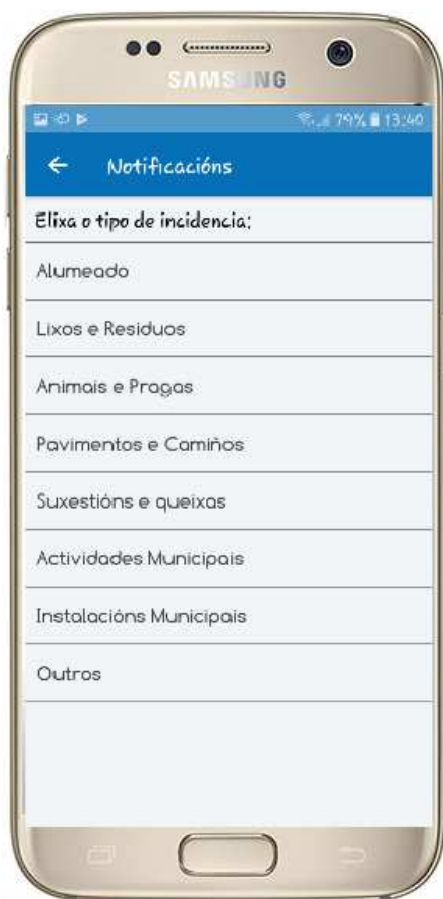 SAMSUNG
79% 13:40
Notificacións
Elixa o tipo de incidencia:
Alumeado
Lixos e Residuos
Animais e Pragas
Pavimentos e Camiños
Suxestións e queixas
Actividades Municipais
Instalacións Municipais
Outros